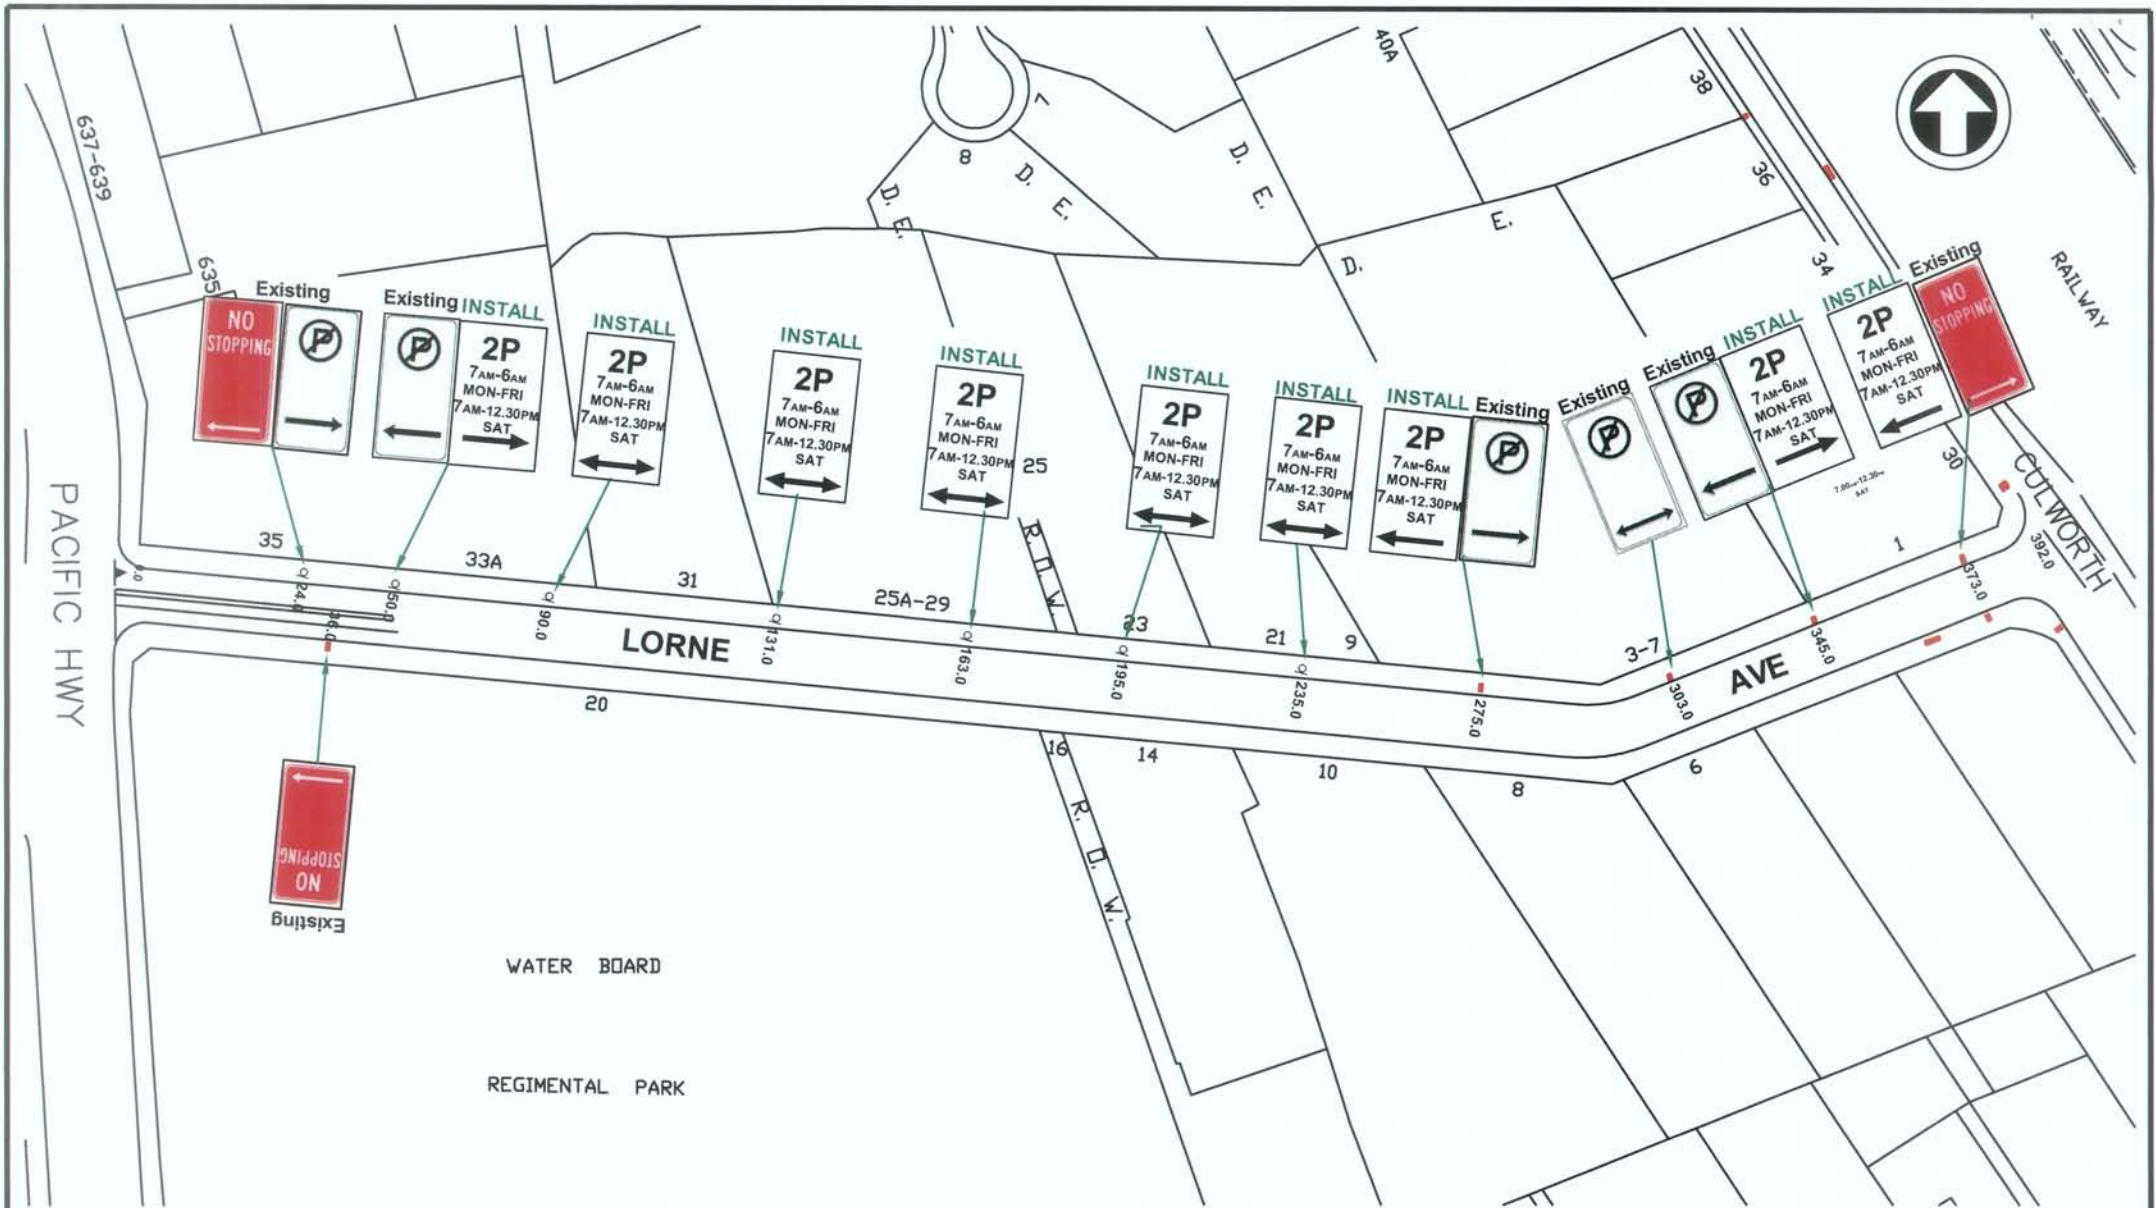 637-639
635
PACIFIC HWY
Existing
NO
STOPPING
P
Existing
P
INSTALL
2P
7AM-6AM
MON-FRI
7AM-12.30PM
SAT
INSTALL
2P
7AM-6AM
MON-FRI
7AM-12.30PM
SAT
INSTALL
2P
7AM-6AM
MON-FRI
7AM-12.30PM
SAT
INSTALL
2P
7AM-6AM
MON-FRI
7AM-12.30PM
SAT
INSTALL
2P
7AM-6AM
MON-FRI
7AM-12.30PM
SAT
INSTALL
2P
7AM-6AM
MON-FRI
7AM-12.30PM
SAT
INSTALL
2P
7AM-6AM
MON-FRI
7AM-12.30PM
SAT
Existing
P
Existing
P
Existing
P
INSTALL
2P
7AM-6AM
MON-FRI
7AM-12.30PM
SAT
INSTALL
2P
7AM-6AM
MON-FRI
7AM-12.30PM
SAT
Existing
NO
STOPPING
7
8
D. E.
D. E.
D. E.
D. E.
40A
38
36
34
30
RAILWAY
CULWORTH
35
33A
31
25A-29
25
R.O.W
23
21
9
3-7
1
0.0
24.0
36.0
50.0
90.0
131.0
163.0
195.0
235.0
275.0
303.0
345.0
373.0
392.0
LORNE
AVE
20
16
14
10
8
6
R. O. W.
NO
STOPPING
Existing
WATER BOARD
REGIMENTAL PARK